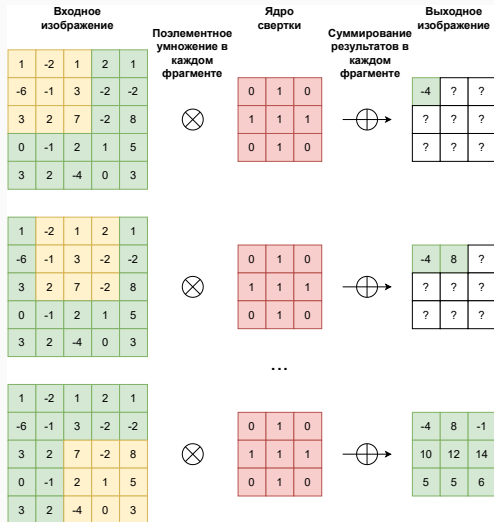 Входное
изображение
Поэлементное
умножение в
каждом
фрагменте
Ядро
свертки
Суммирование
результатов в
каждом
фрагменте
Выходное
изображение
1 -2 1 2 1
-6 -1 3 -2 -2
3 2 7 -2 8
0 -1 2 1 5
3 2 -4 0 3
0 1 0
1 1 1
0 1 0
-4 ? ?
? ? ?
? ? ?
1 -2 1 2 1
-6 -1 3 -2 -2
3 2 7 -2 8
0 -1 2 1 5
3 2 -4 0 3
0 1 0
1 1 1
0 1 0
-4 8 ?
? ? ?
? ? ?
...
1 -2 1 2 1
-6 -1 3 -2 -2
3 2 7 -2 8
0 -1 2 1 5
3 2 -4 0 3
0 1 0
1 1 1
0 1 0
-4 8 -1
10 12 14
5 5 6